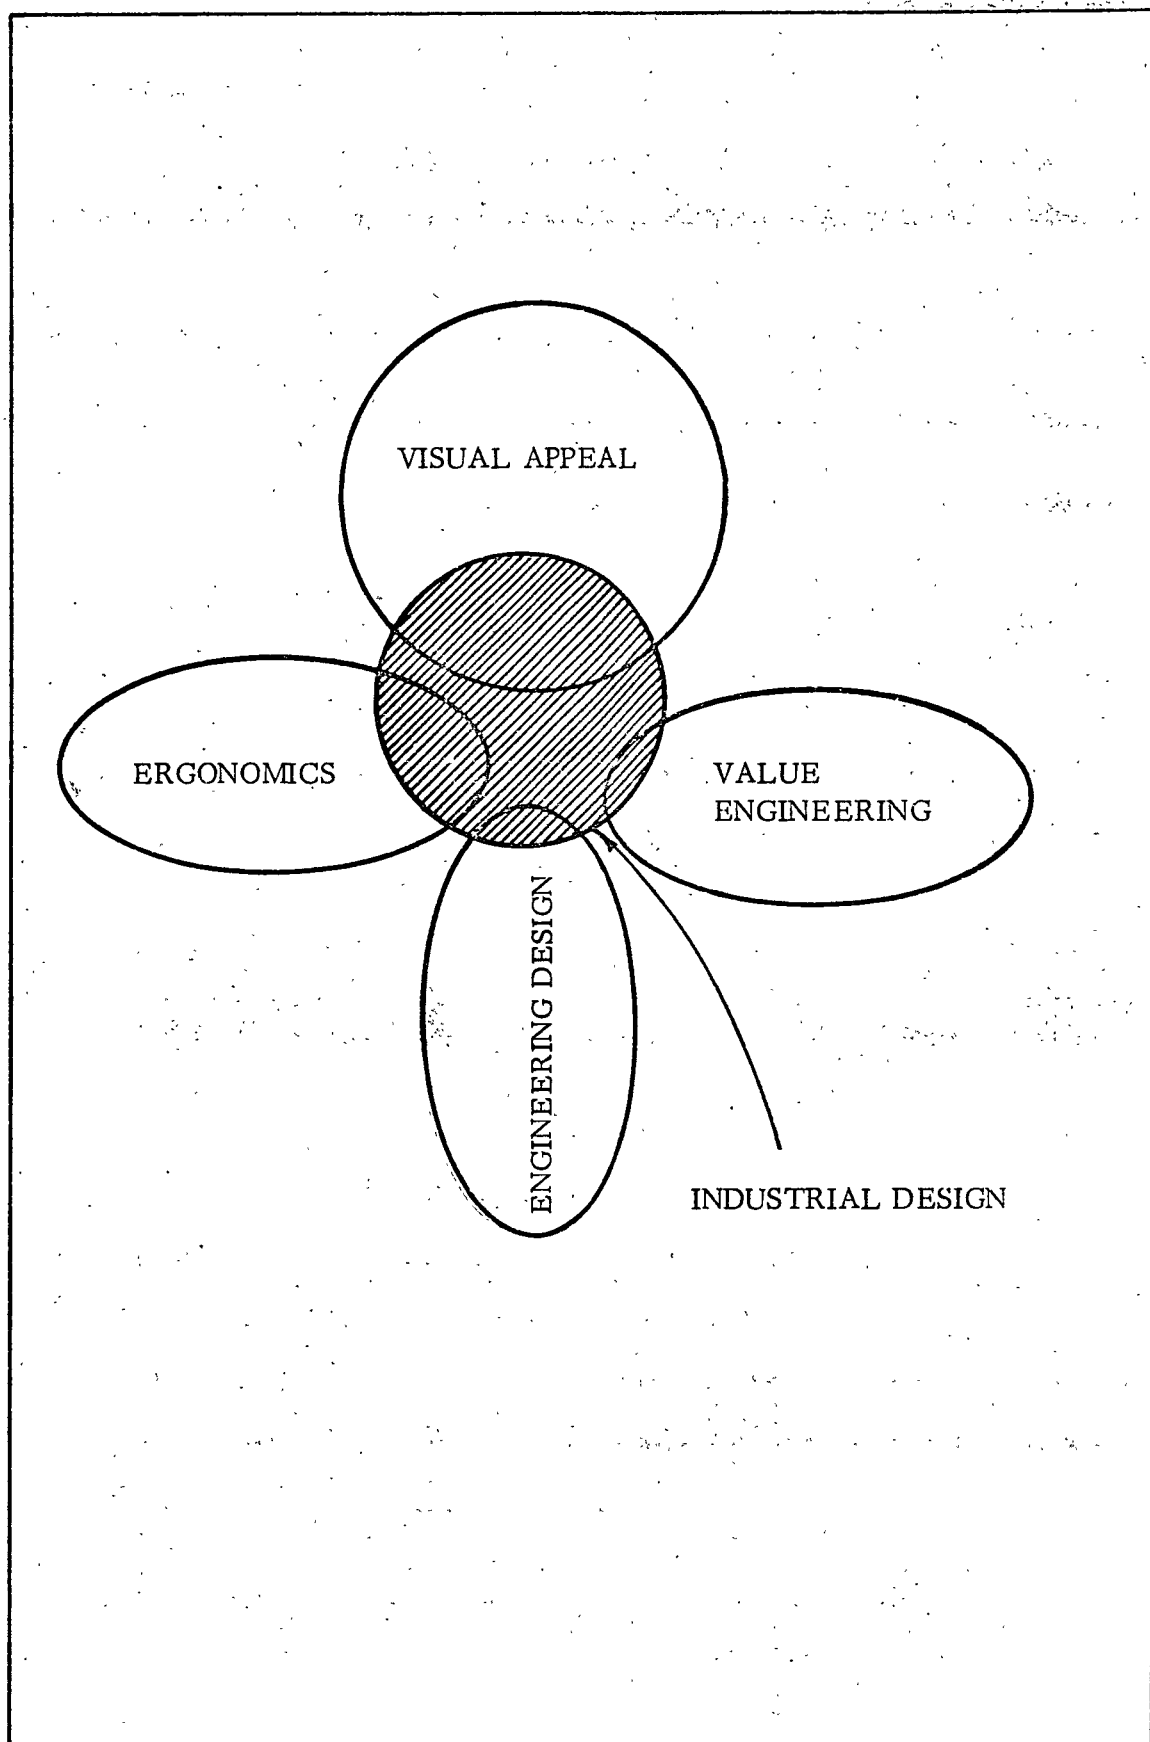 VISUAL APPEAL
ERGONOMICS
VALUE
ENGINEERING
ENGINEERING DESIGN
INDUSTRIAL DESIGN